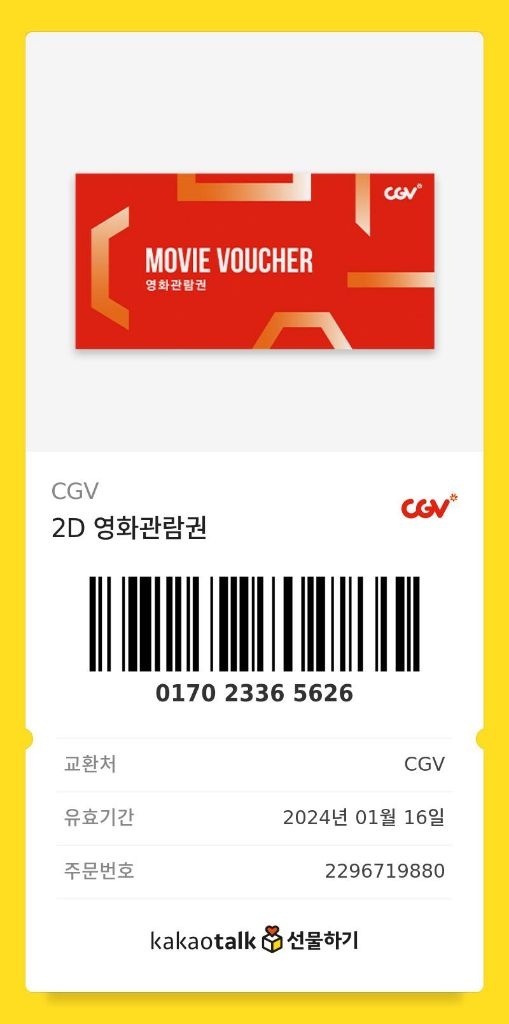 CGV
MOVIE VOUCHER
영화관람권
CGV
CGV
2D 영화관람권
0170 2336 5626
교환처 CGV
유효기간 2024년 01월 16일
주문번호 2296719880
kakaotalk 선물하기